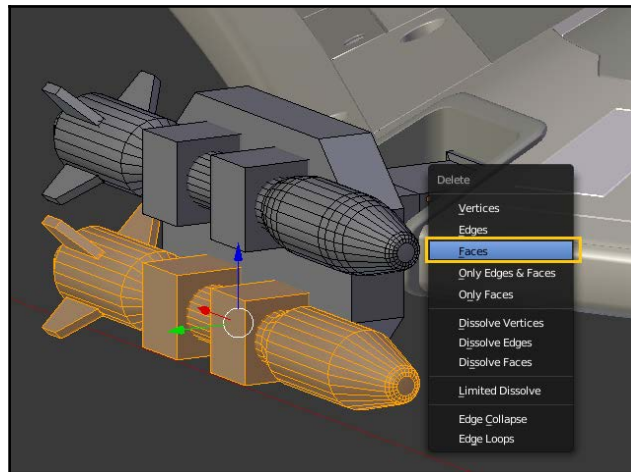 Delete
Vertices
Edges
Faces
Only Edges & Faces
Only Faces
Dissolve Vertices
Dissolve Edges
Dissolve Faces
Limited Dissolve
Edge Collapse
Edge Loops